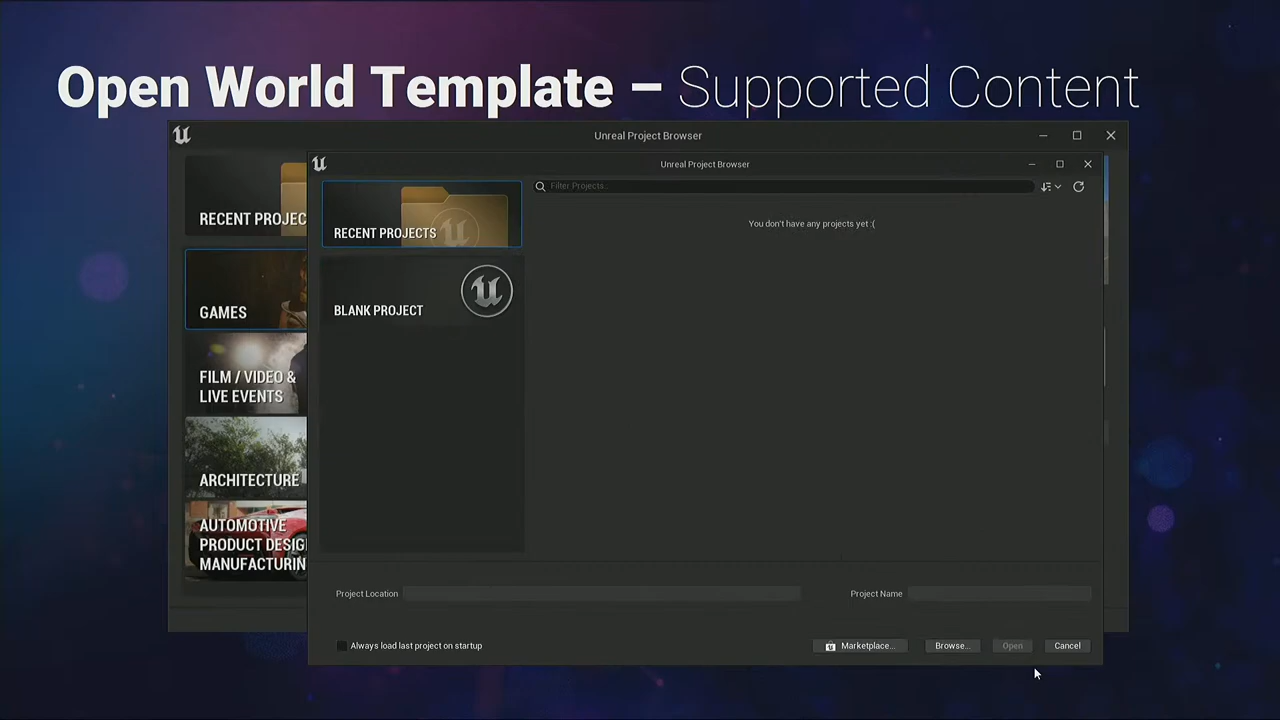 Open World Template – Supported Content
Unreal Project Browser
RECENT PROJEC
GAMES
FILM / VIDEO &
LIVE EVENTS
ARCHITECTURE
AUTOMOTIVE
PRODUCT DESIG
MANUFACTURIN
Unreal Project Browser
Filter Projects...
RECENT PROJECTS
You don't have any projects yet :(
BLANK PROJECT
Project Location
Project Name
Always load last project on startup
Marketplace...
Browse...
Open
Cancel